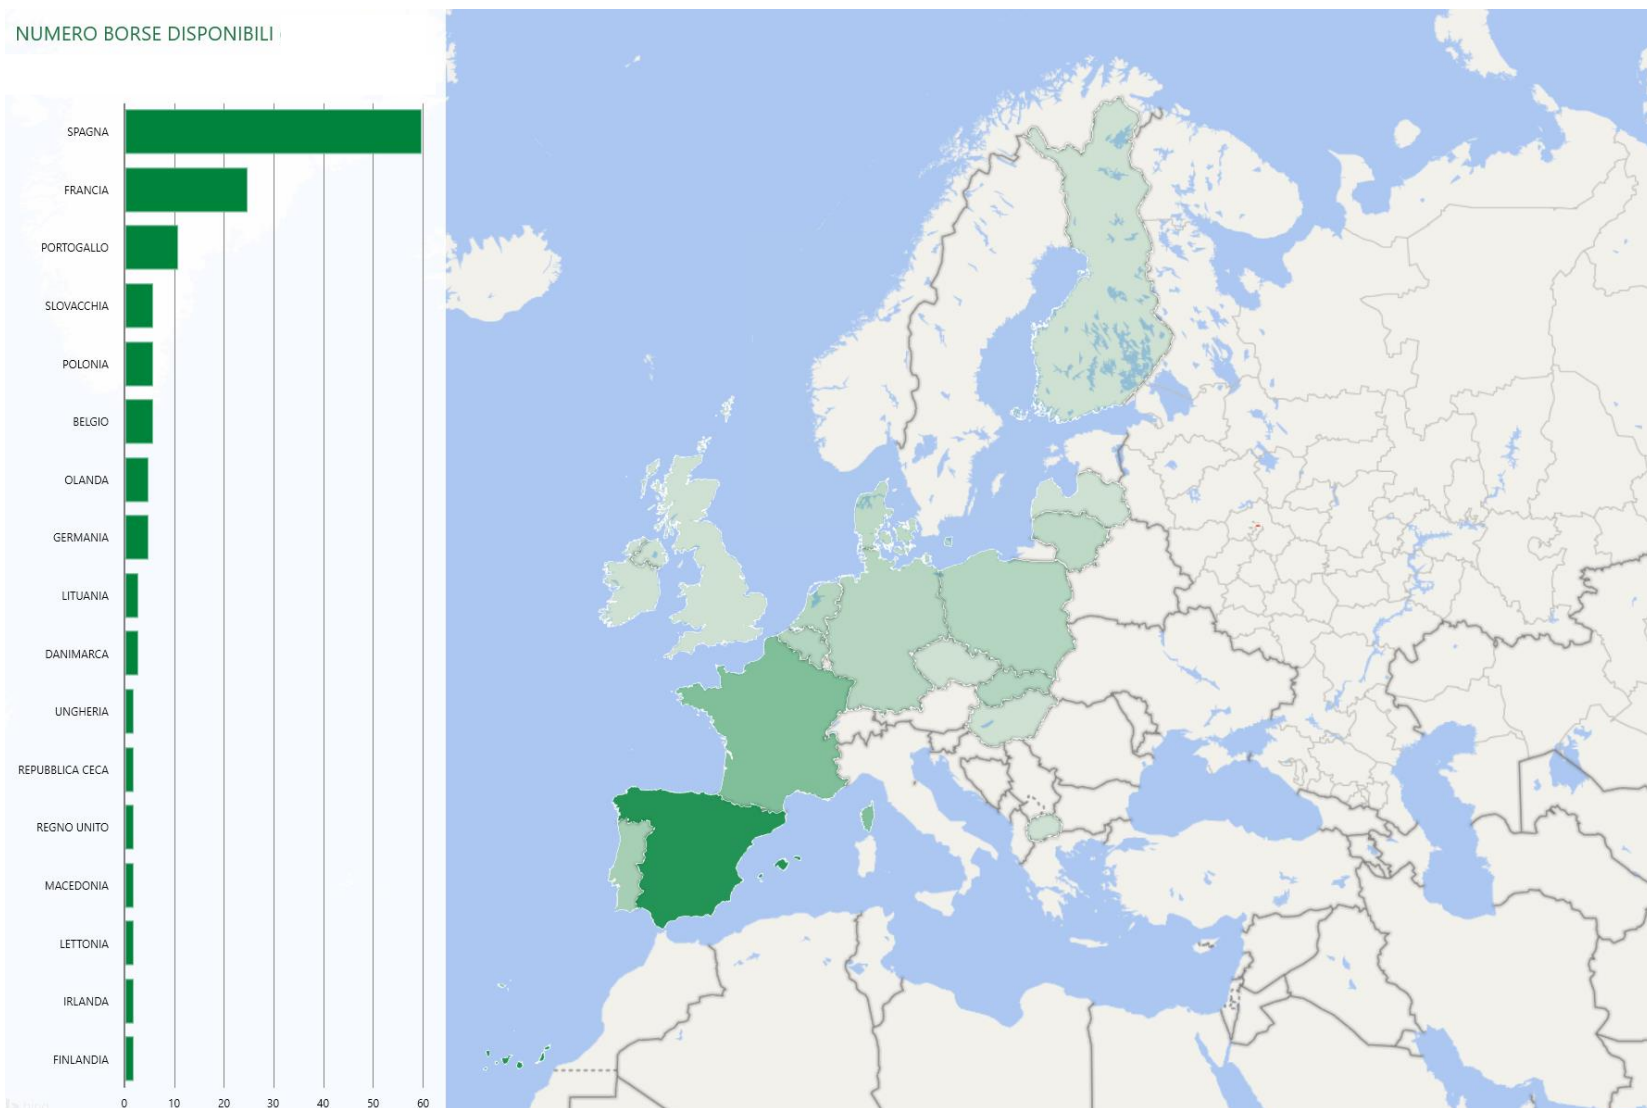 NUMERO BORSE DISPONIBILI
SPAGNA
FRANCIA
PORTOGALLO
SLOVACCHIA
POLONIA
BELGIO
OLANDA
GERMANIA
LITUANIA
DANIMARCA
UNGHERIA
REPUBBLICA CECA
REGNO UNITO
MACEDONIA
LETTONIA
IRLANDA
FINLANDIA
0 10 20 30 40 50 60